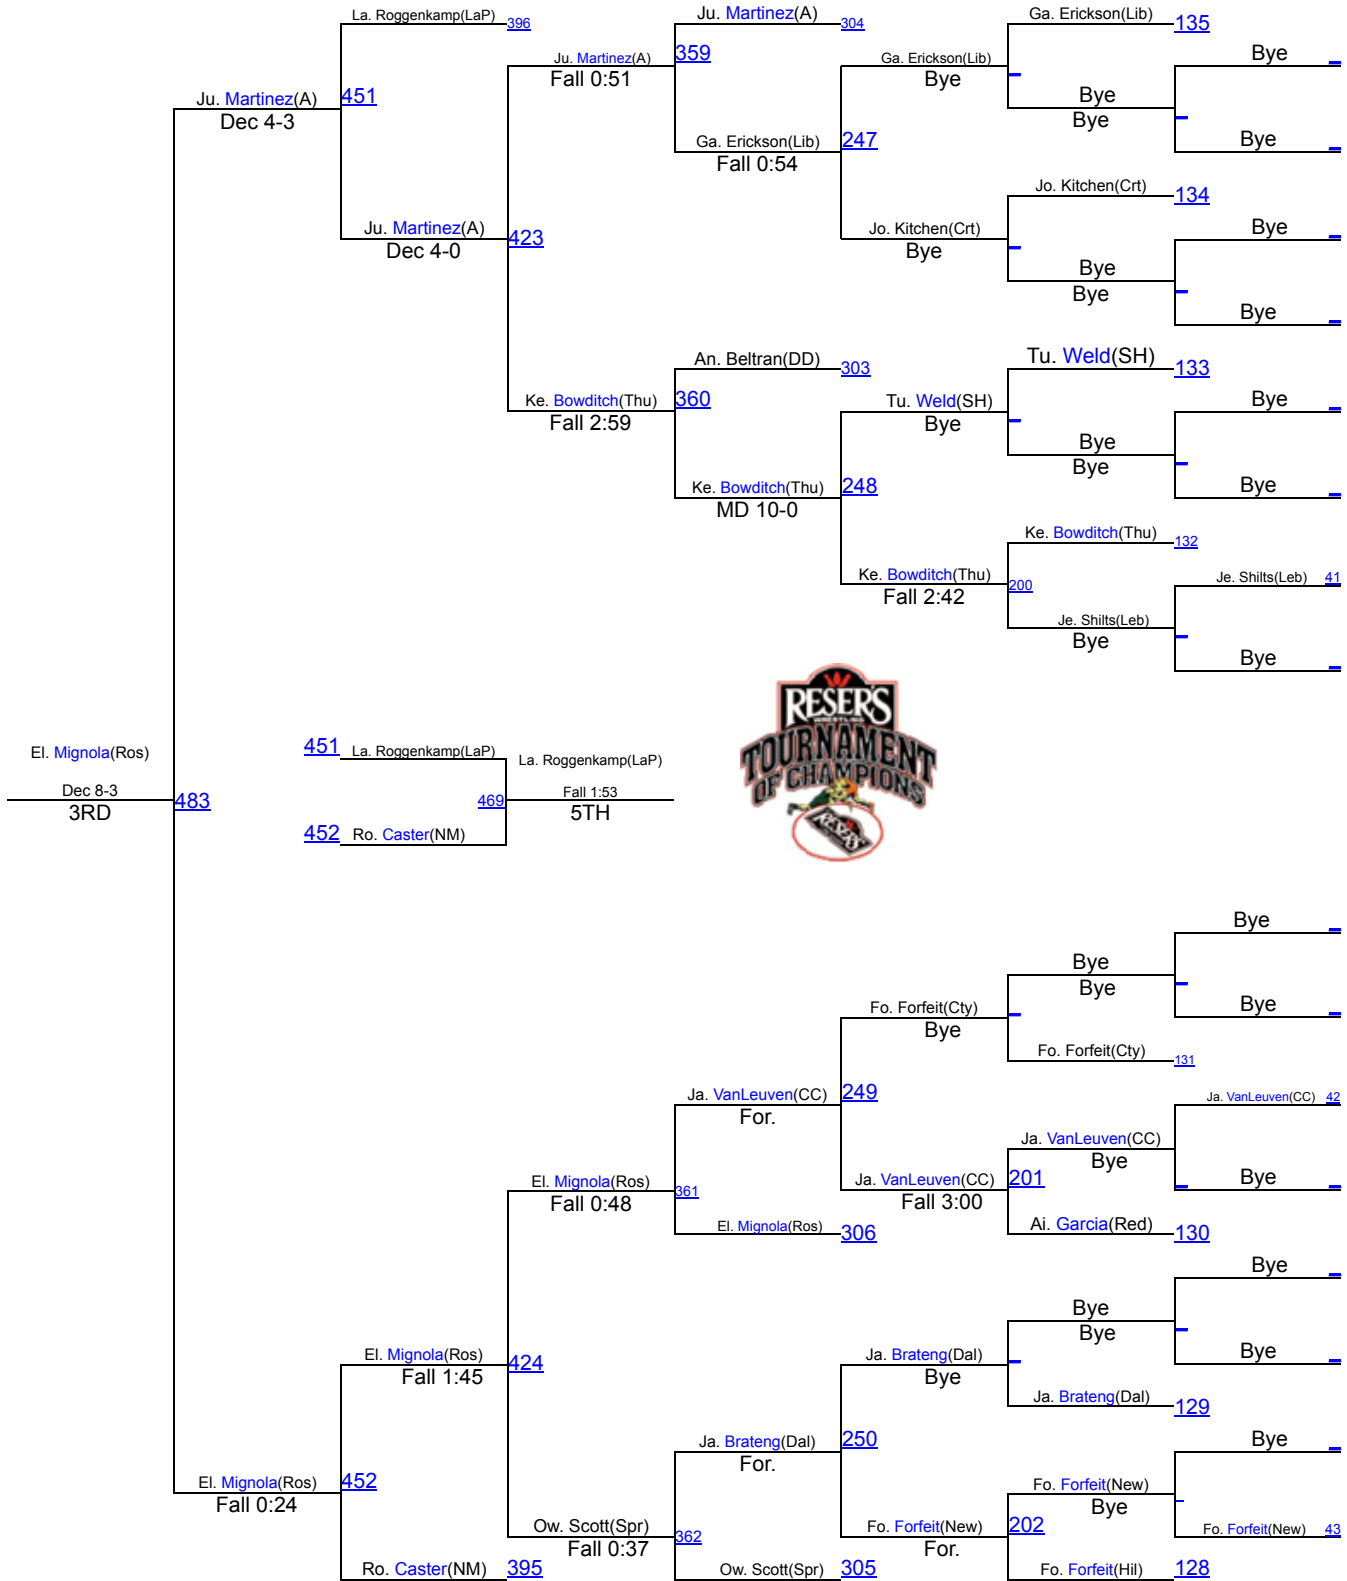 La. Roggenkamp(LaP) 396
Ju. Martinez(A) 304
Ga. Erickson(Lib) 135
Ju. Martinez(A) 359
Fall 0:51
Ga. Erickson(Lib)
Bye
Bye
Ju. Martinez(A) 451
Dec 4-3
Bye
Bye
Ga. Erickson(Lib) 247
Fall 0:54
Bye
Jo. Kitchen(Crt) 134
Ju. Martinez(A) 423
Dec 4-0
Jo. Kitchen(Crt)
Bye
Bye
Bye
Bye
Bye
An. Beltran(DD) 303
Tu. Weld(SH) 133
Ke. Bowditch(Thu) 360
Fall 2:59
Tu. Weld(SH)
Bye
Bye
Bye
Bye
Ke. Bowditch(Thu) 248
MD 10-0
Bye
Ke. Bowditch(Thu) 132
Ke. Bowditch(Thu) 200
Fall 2:42
Je. Shilts(Leb) 41
Je. Shilts(Leb)
Bye
Bye
RESER'S
WRESTLING
TOURNAMENT
OF CHAMPIONS
RESER'S
El. Mignola(Ros)
Dec 8-3
3RD
483
451 La. Roggenkamp(LaP)
La. Roggenkamp(LaP)
469 Fall 1:53
5TH
452 Ro. Caster(NM)
Bye
Bye
Bye
Bye
Fo. Forfeit(Cty)
Bye
Fo. Forfeit(Cty) 131
Ja. VanLeuven(CC) 249
For.
Ja. VanLeuven(CC) 42
Ja. VanLeuven(CC)
Bye
El. Mignola(Ros) 361
Fall 0:48
Ja. VanLeuven(CC) 201
Fall 3:00
Bye
El. Mignola(Ros) 306
Ai. Garcia(Red) 130
Bye
Bye
Bye
El. Mignola(Ros) 424
Fall 1:45
Ja. Brateng(Dal)
Bye
Bye
Ja. Brateng(Dal) 129
Ja. Brateng(Dal) 250
For.
Bye
El. Mignola(Ros) 452
Fall 0:24
Fo. Forfeit(New)
Bye
Ow. Scott(Spr) 362
Fall 0:37
Fo. Forfeit(New) 202
For.
Fo. Forfeit(New) 43
Ro. Caster(NM) 395
Ow. Scott(Spr) 305
Fo. Forfeit(Hil) 128